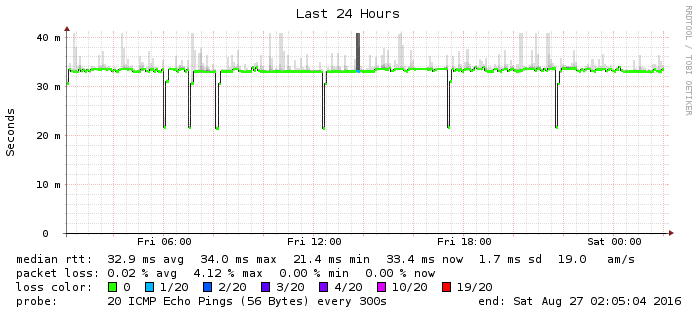 Last 24 Hours
RRDTOOL / TOBI OETIKER
Seconds
40 m
30 m
20 m
10 m
0
Fri 06:00 Fri 12:00 Fri 18:00 Sat 00:00
median rtt: 32.9 ms avg 34.0 ms max 21.4 ms min 33.4 ms now 1.7 ms sd 19.0 am/s
packet loss: 0.02 % avg 4.12 % max 0.00 % min 0.00 % now
loss color: 0 1/20 2/20 3/20 4/20 10/20 19/20
probe: 20 ICMP Echo Pings (56 Bytes) every 300s end: Sat Aug 27 02:05:04 2016